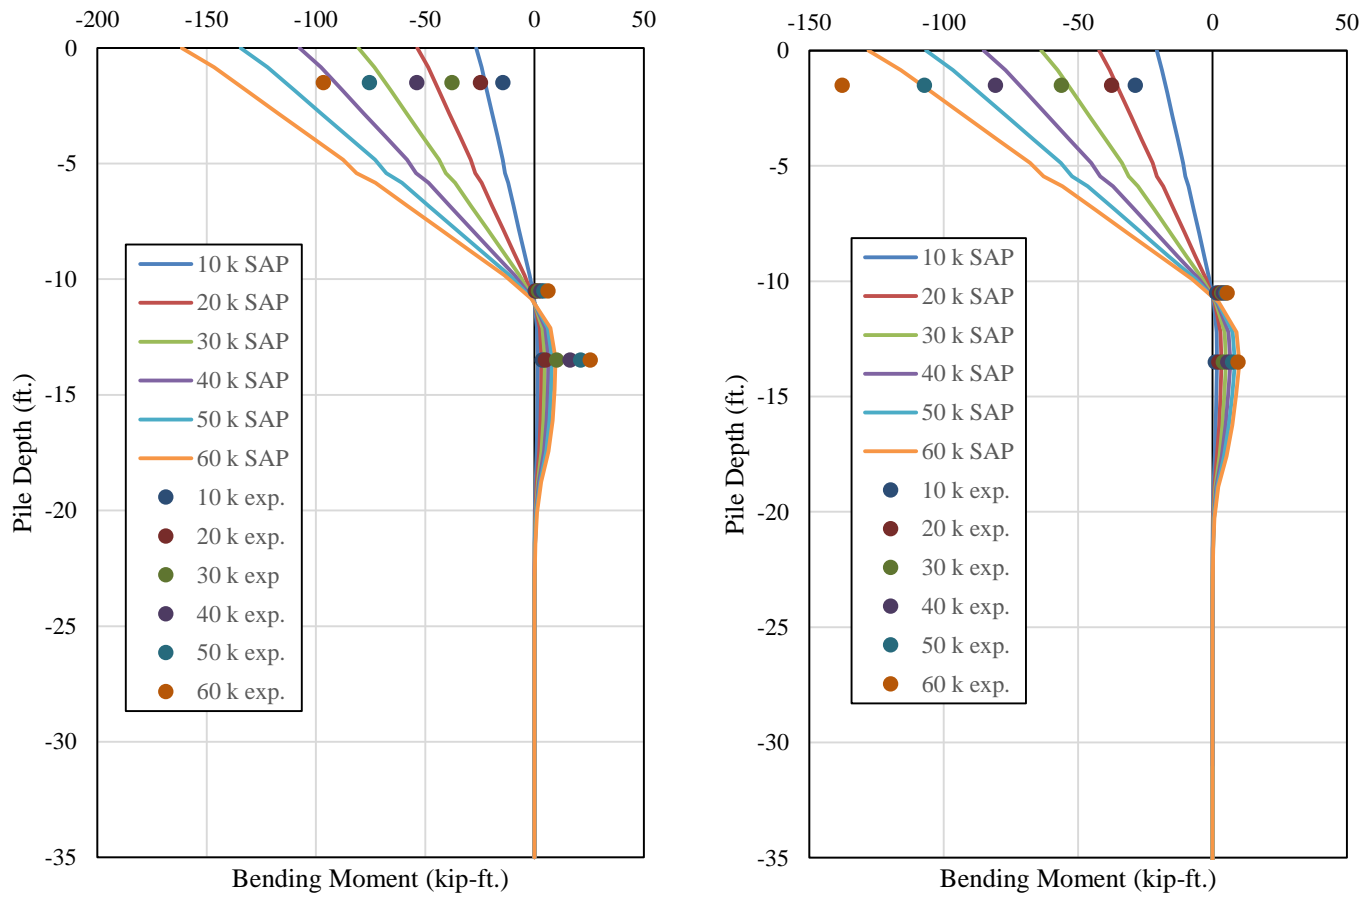 -200 -150 -100 -50 0 50
0
-5
-10
-15
-20
-25
-30
-35
Pile Depth (ft.)
10 k SAP
20 k SAP
30 k SAP
40 k SAP
50 k SAP
60 k SAP
10 k exp.
20 k exp.
30 k exp
40 k exp.
50 k exp.
60 k exp.
Bending Moment (kip-ft.)
-150 -100 -50 0 50
0
-5
-10
-15
-20
-25
-30
-35
Pile Depth (ft.)
10 k SAP
20 k SAP
30 k SAP
40 k SAP
50 k SAP
60 k SAP
10 k exp.
20 k exp.
30 k exp.
40 k exp.
50 k exp.
60 k exp.
Bending Moment (kip-ft.)